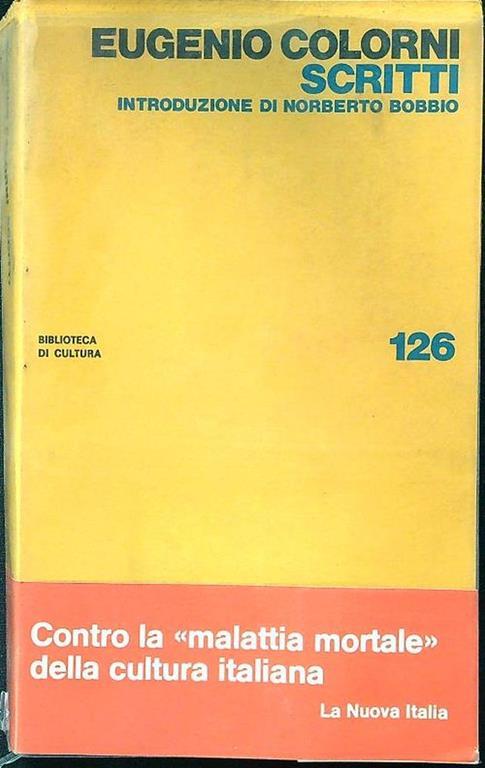 EUGENIO COLORNI
SCRITTI
INTRODUZIONE DI NORBERTO BOBBIO
BIBLIOTECA
DI CULTURA
126
Contro la «malattia mortale»
della cultura italiana
La Nuova Italia